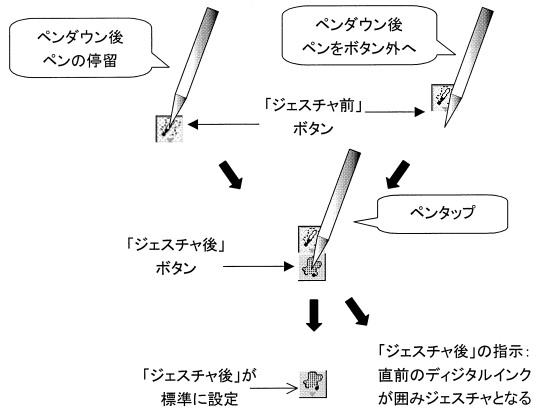 ペンダウン後
ペンの停留
ペンダウン後
ペンをボタン外へ
「ジェスチャ前」
ボタン
ペンタップ
「ジェスチャ後」
ボタン
「ジェスチャ後」が
標準に設定
「ジェスチャ後」の指示:
直前のディジタルインク
が囲みジェスチャとなる